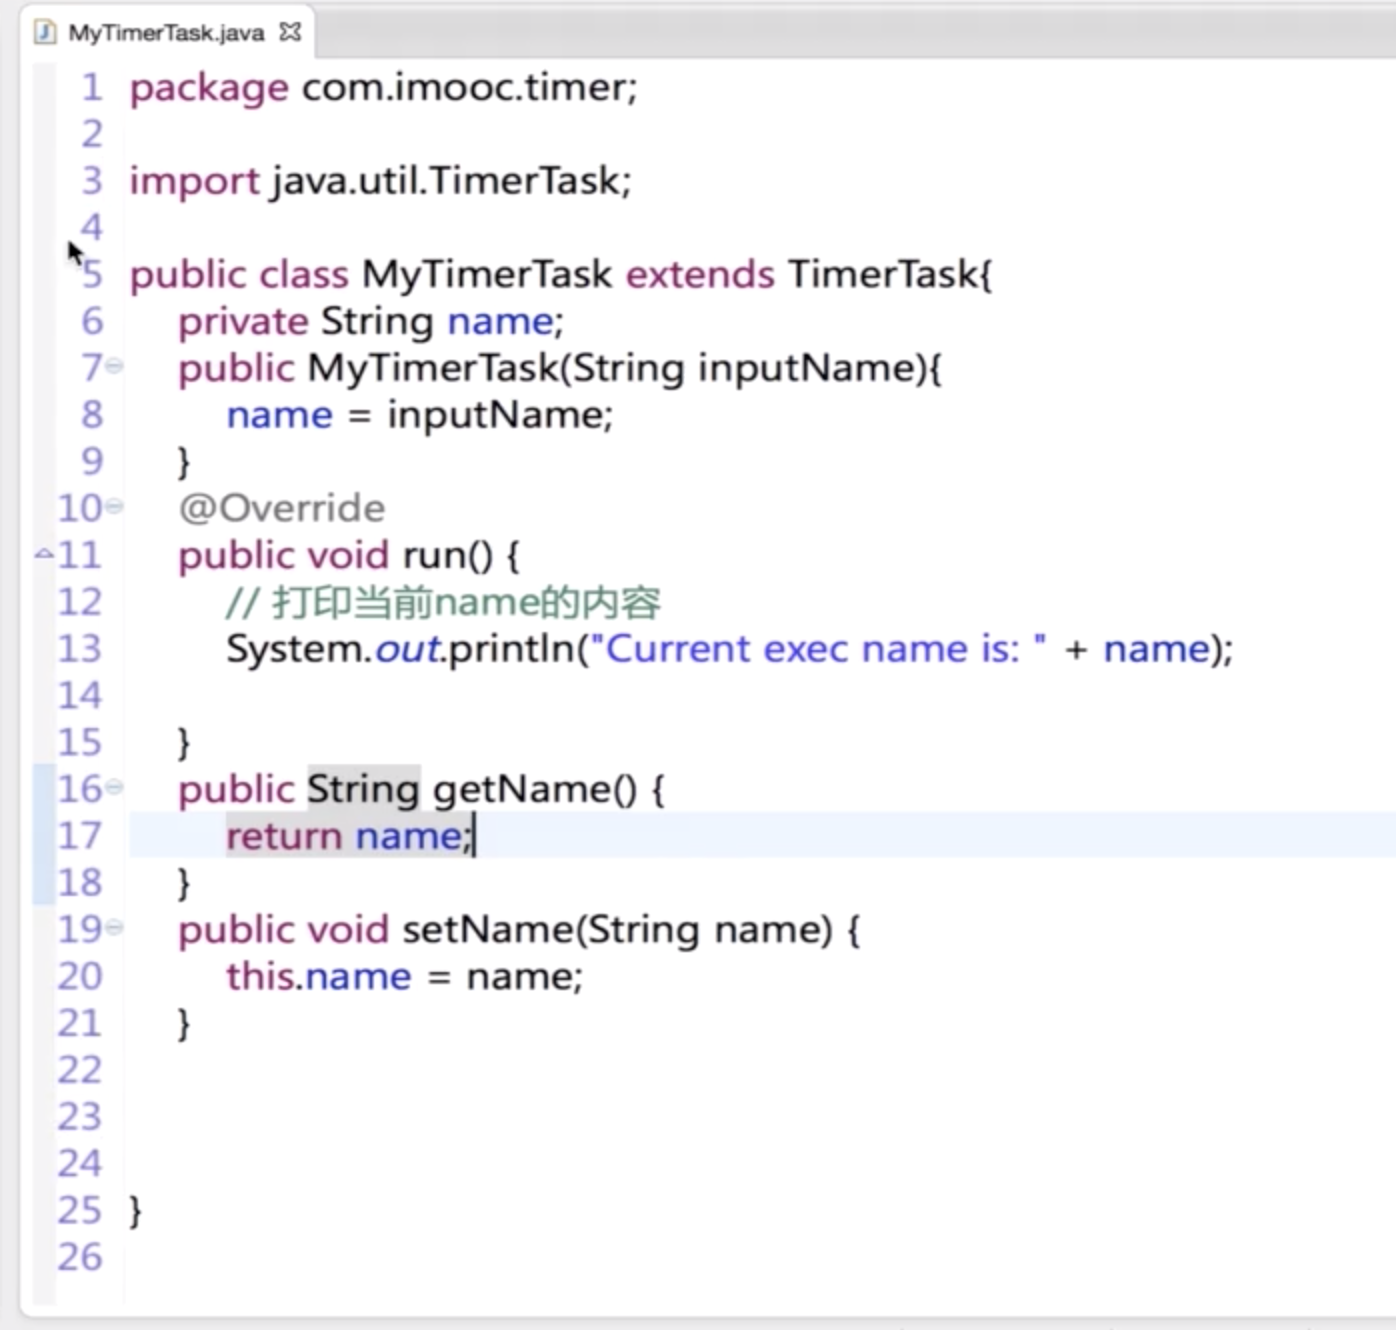 MyTimerTask.java
1 package com.imooc.timer;
2
3 import java.util.TimerTask;
4
5 public class MyTimerTask extends TimerTask{
6 private String name;
7 public MyTimerTask(String inputName){
8 name = inputName;
9 }
10 @Override
11 public void run() {
12 // 打印当前name的内容
13 System.out.println("Current exec name is: " + name);
14
15 }
16 public String getName() {
17 return name;
18 }
19 public void setName(String name) {
20 this.name = name;
21 }
22
23
24
25 }
26